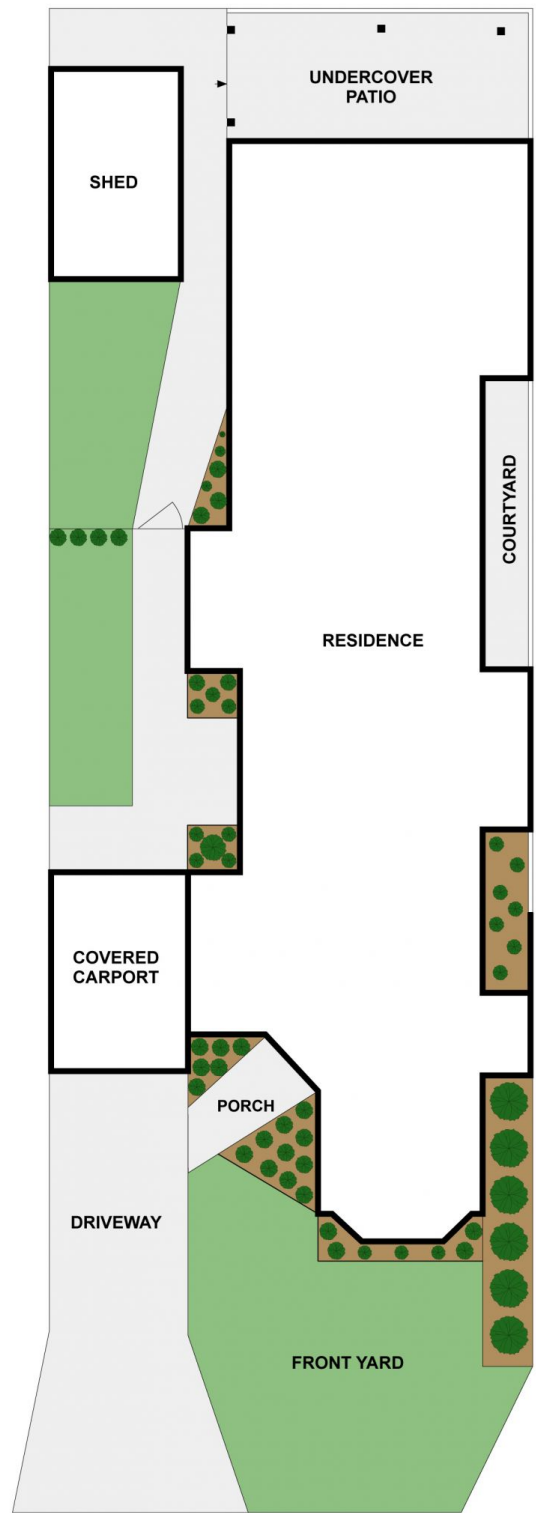 UNDERCOVER
PATIO
SHED
COURTYARD
RESIDENCE
COVERED
CARPORT
PORCH
DRIVEWAY
FRONT YARD